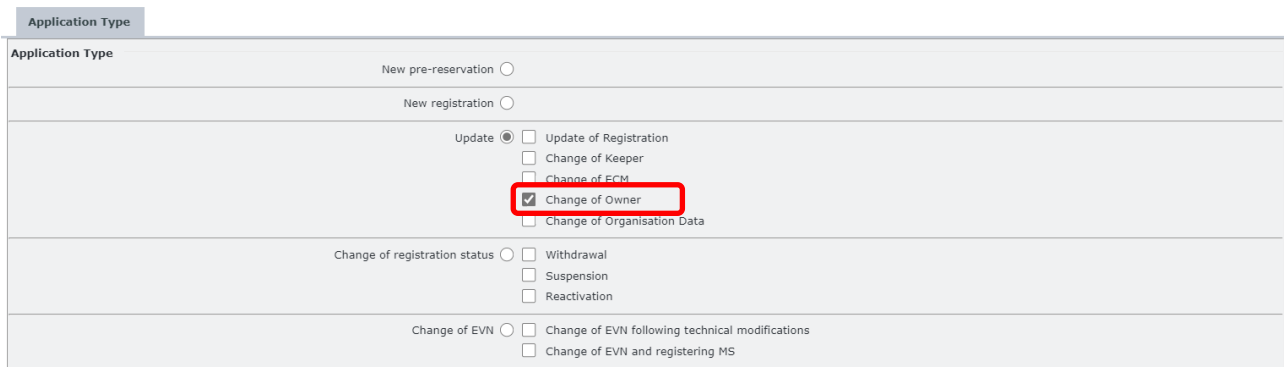 Application Type
Application Type
New pre-reservation
New registration
Update Update of Registration
Change of Keeper
Change of ECM
Change of Owner
Change of Organisation Data
Change of registration status Withdrawal
Suspension
Reactivation
Change of EVN Change of EVN following technical modifications
Change of EVN and registering MS